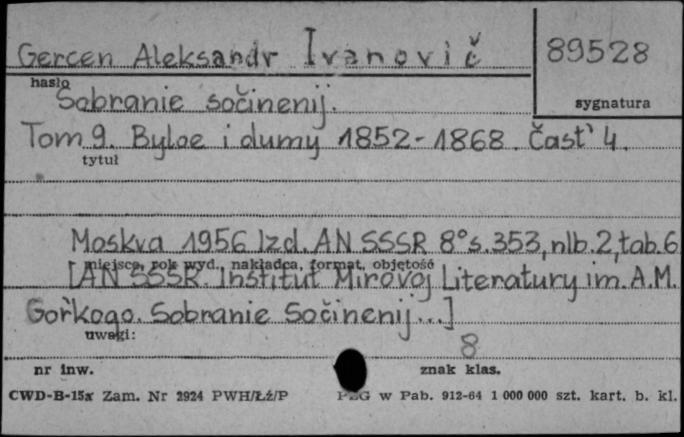 Gercen Aleksandr Ivanovič
89528
hasło
sygnatura
Sobranie sočinenij.
Tom 9. Byloe i dumy 1852-1868. Čast' 4.
tytuł
Moskva 1956 Izd. AN SSSR 8° s. 353, nlb. 2, tab. 6
miejsce, rok wyd., nakładca, format, objętość
[AN SSSR. Institut Mirovoj Literatury im. A.M.
Gor'kogo. Sobranie Sočinenij...]
uwagi:
8
nr inw.
znak klas.
CWD-B-15x Zam. Nr 2924 PWH/Łź/P
PZG w Pab. 912-64 1 000 000 szt. kart. b. kl.